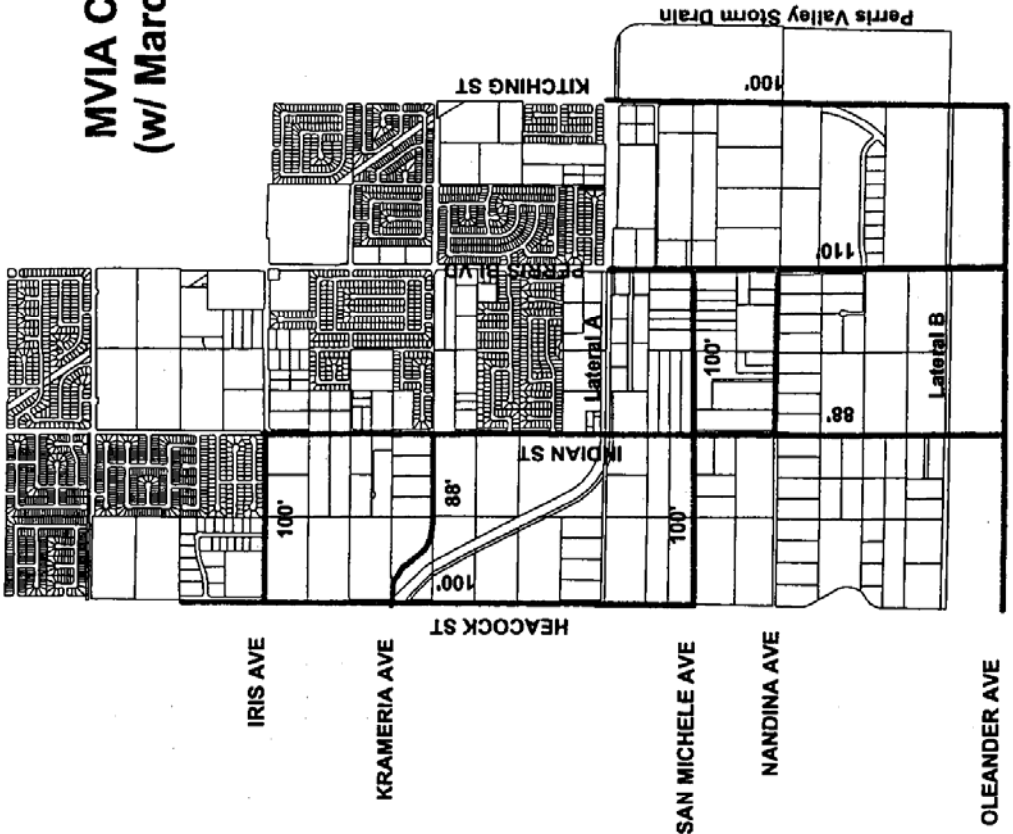 MVIA C
(w/ Marc
Perris Valley Storm Drain
KITCHING ST
100'
110'
PERRIS BLVD
Lateral A
100'
Lateral B
88'
INDIAN ST
100'
88'
100'
100'
HEACOCK ST
IRIS AVE
KRAMERIA AVE
SAN MICHELE AVE
NANDINA AVE
OLEANDER AVE